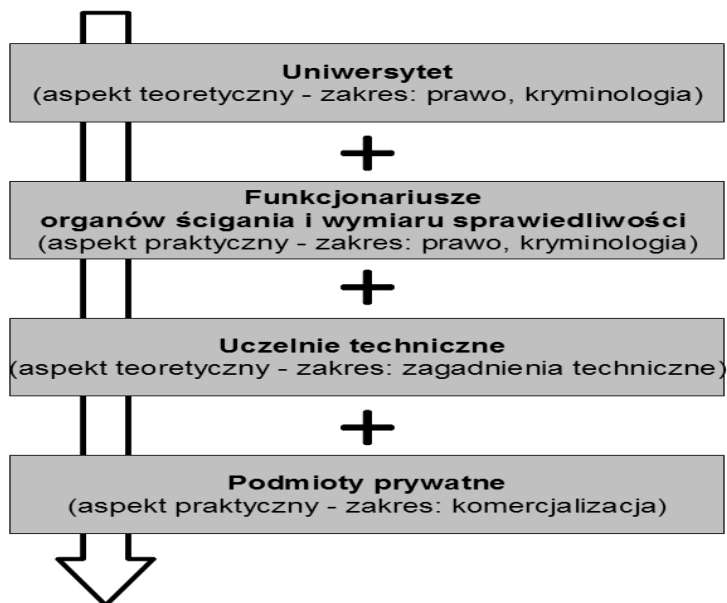 Uniwersytet
(aspekt teoretyczny - zakres: prawo, kryminologia)
+
Funkcjonariusze
organów ścigania i wymiaru sprawiedliwości
(aspekt praktyczny - zakres: prawo, kryminologia)
+
Uczelnie techniczne
(aspekt teoretyczny - zakres: zagadnienia techniczne)
+
Podmioty prywatne
(aspekt praktyczny - zakres: komercjalizacja)